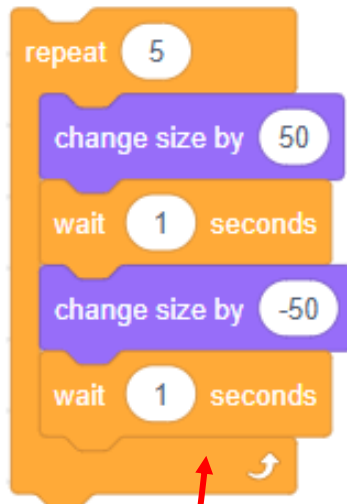 repeat 5
change size by 50
wait 1 seconds
change size by -50
wait 1 seconds